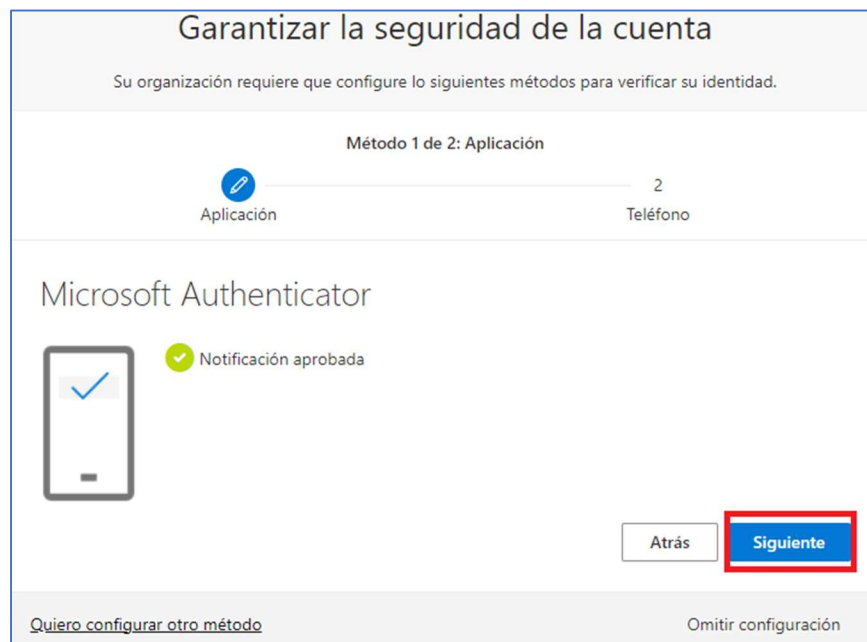 Garantizar la seguridad de la cuenta
Su organización requiere que configure lo siguientes métodos para verificar su identidad.
Método 1 de 2: Aplicación
2
Aplicación
Teléfono
Microsoft Authenticator
Notificación aprobada
Atrás
Siguiente
Quiero configurar otro método
Omitir configuración